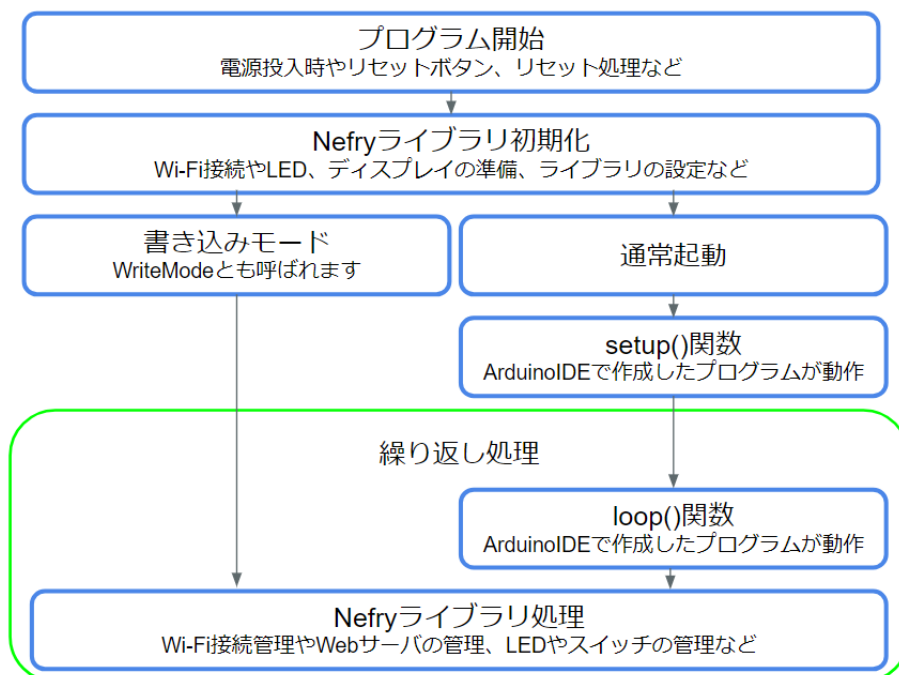 プログラム開始
電源投入時やリセットボタン、リセット処理など
Nefryライブラリ初期化
Wi-Fi接続やLED、ディスプレイの準備、ライブラリの設定など
書き込みモード
WriteModeとも呼ばれます
通常起動
setup()関数
ArduinoIDEで作成したプログラムが動作
繰り返し処理
loop()関数
ArduinoIDEで作成したプログラムが動作
Nefryライブラリ処理
Wi-Fi接続管理やWebサーバの管理、LEDやスイッチの管理など